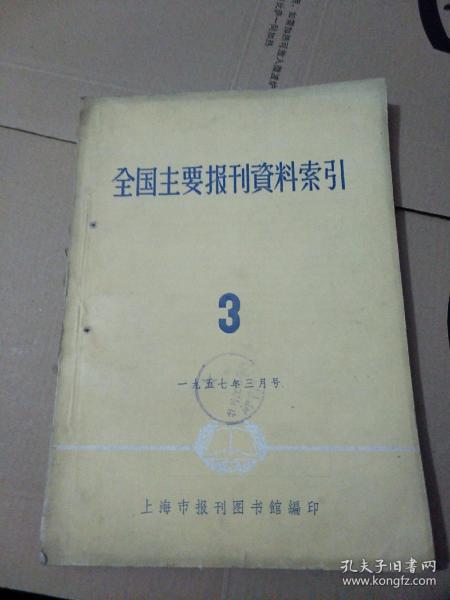 全国主要报刊資料索引
3
一九五七年三月号
上海市报刊图书館編印
孔夫子旧书网
www.kongfz.com